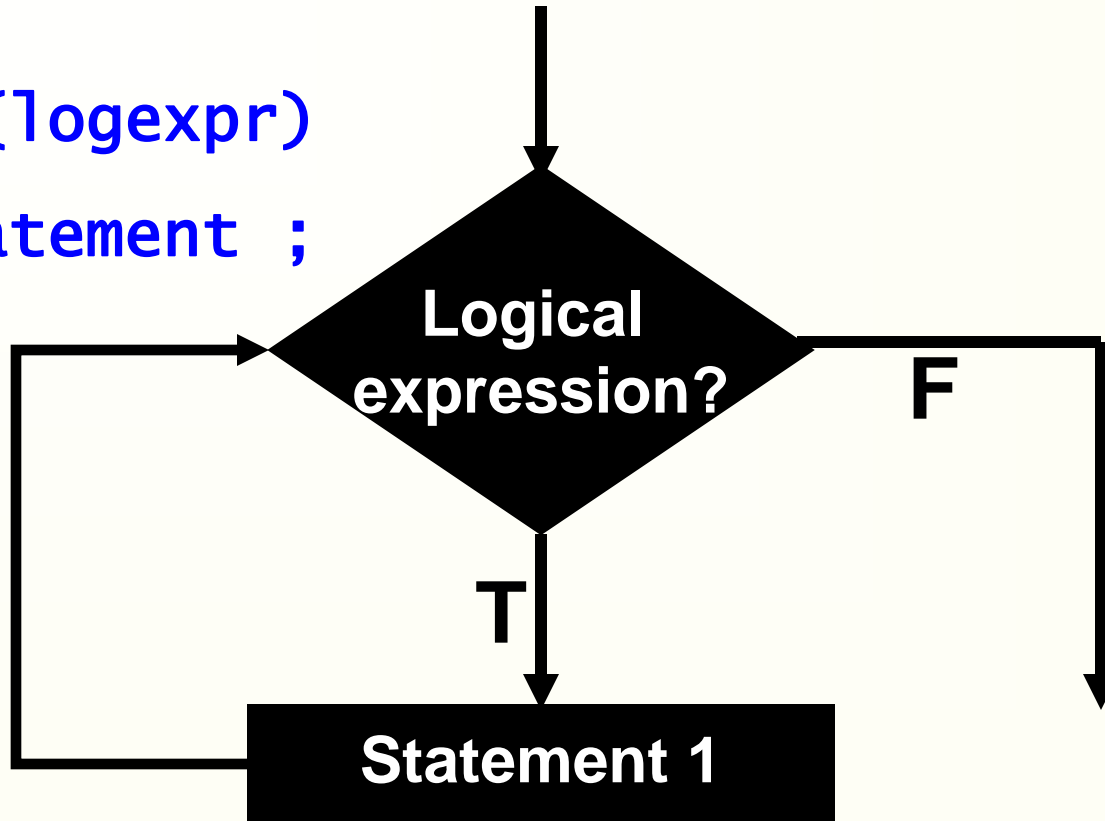 (logexpr)
atement ;
Logical
expression?
F
T
Statement 1